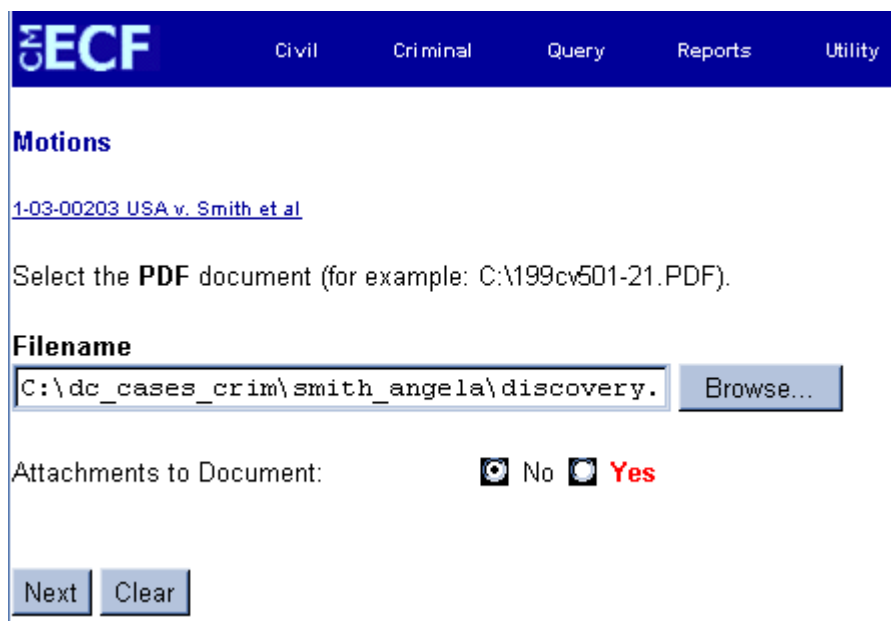 CM ECF Civil Criminal Query Reports Utility
Motions
1-03-00203 USA v. Smith et al
Select the PDF document (for example: C:\199cv501-21.PDF).
Filename
C:\dc_cases_crim\smith_angela\discovery. Browse...
Attachments to Document: No Yes
Next Clear